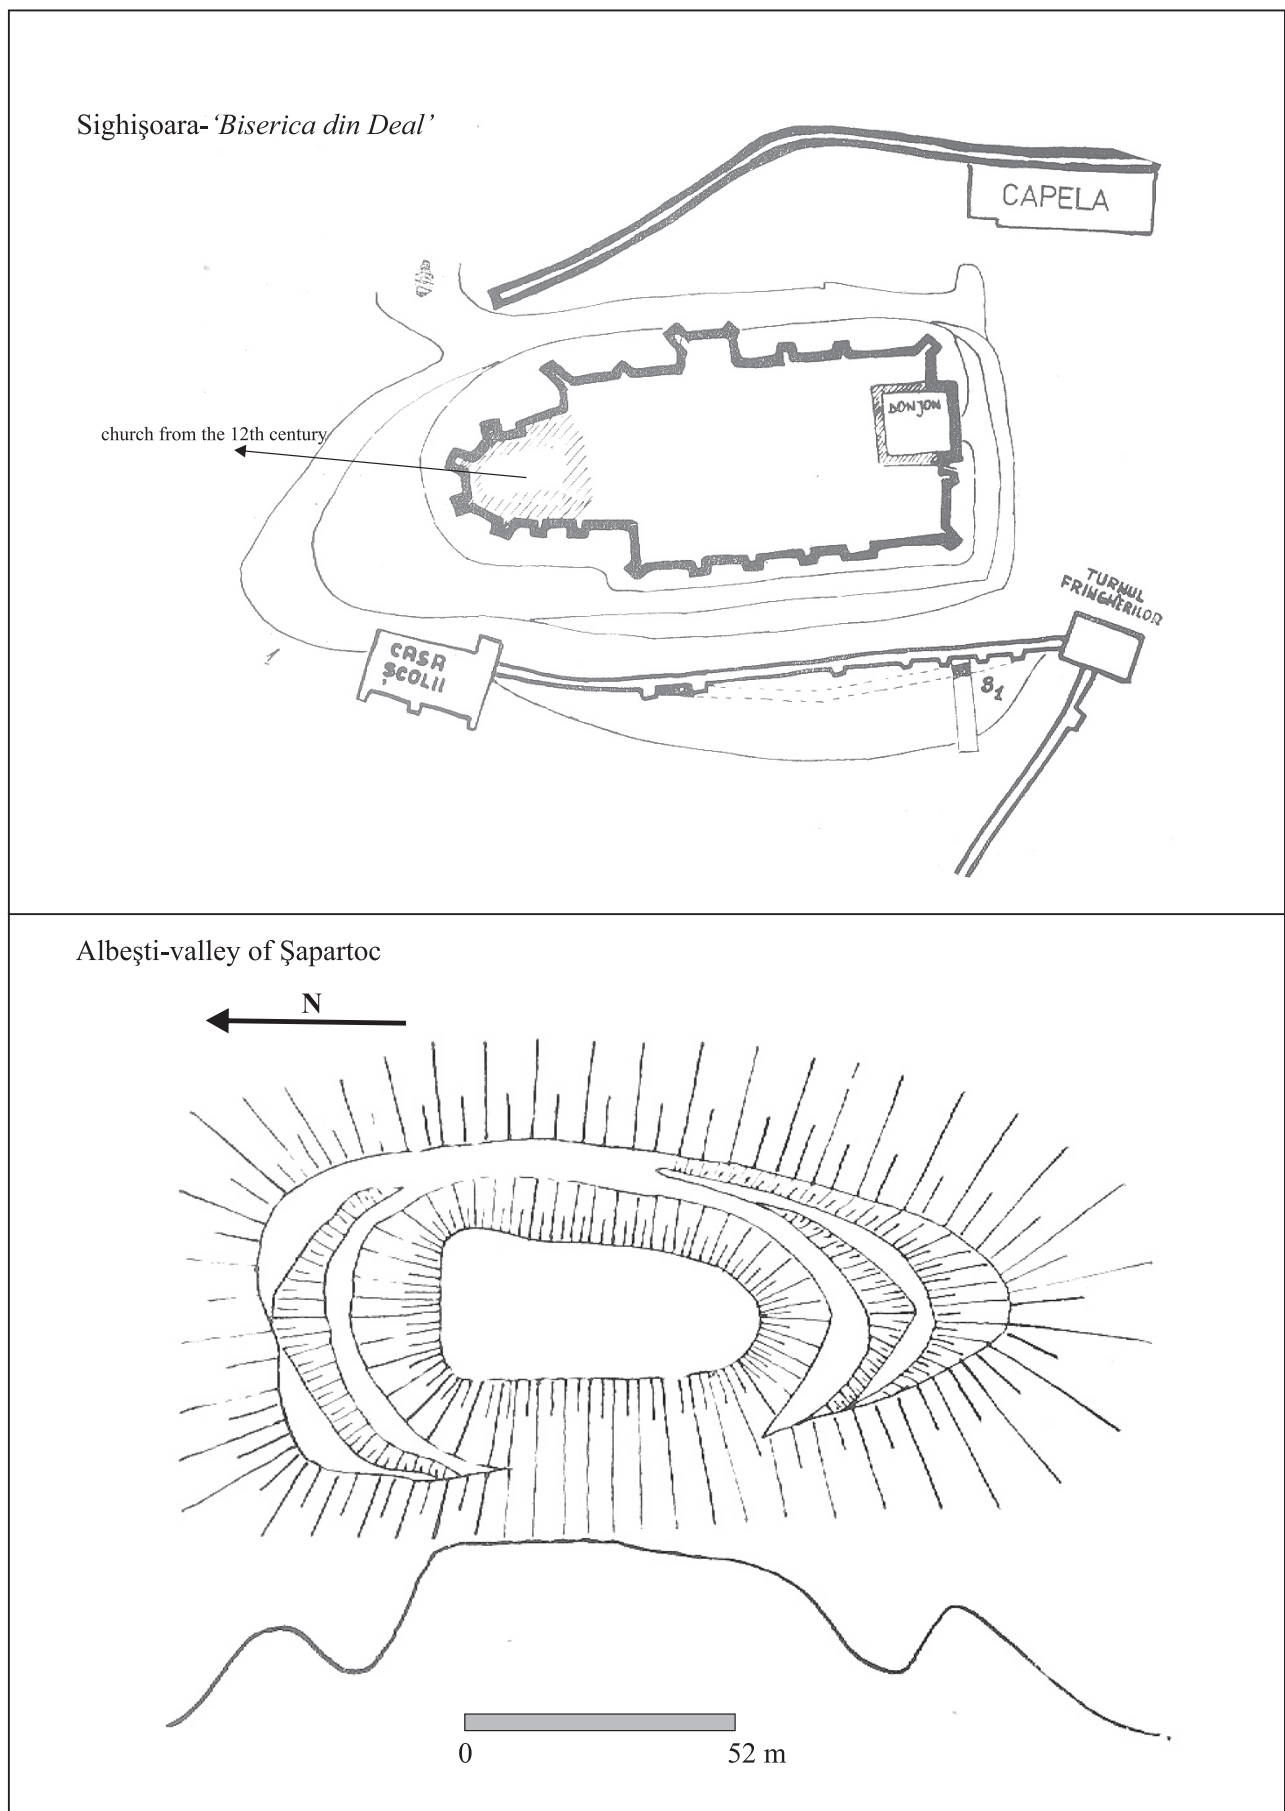 Sighişoara-‘Biserica din Deal’
CAPELA
DONJON
church from the 12th century
TURNUL
FRINGHERILOR
CASA
ŞCOLII
S1
1
Albeşti-valley of Şapartoc
N
0 52 m